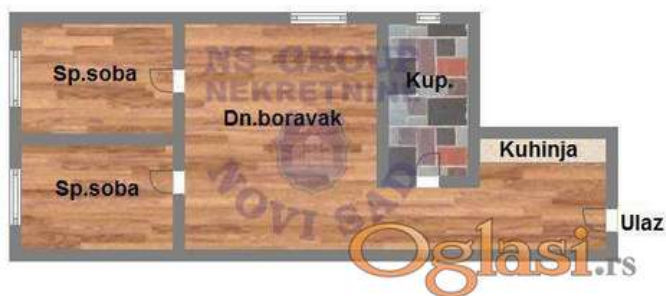 Sp.soba
NS GROUP
NEKRETNINE
Kup.
Dn.boravak
Kuhinja
Sp.soba
NOVI SAD
Ulaz
Oglasi.rs